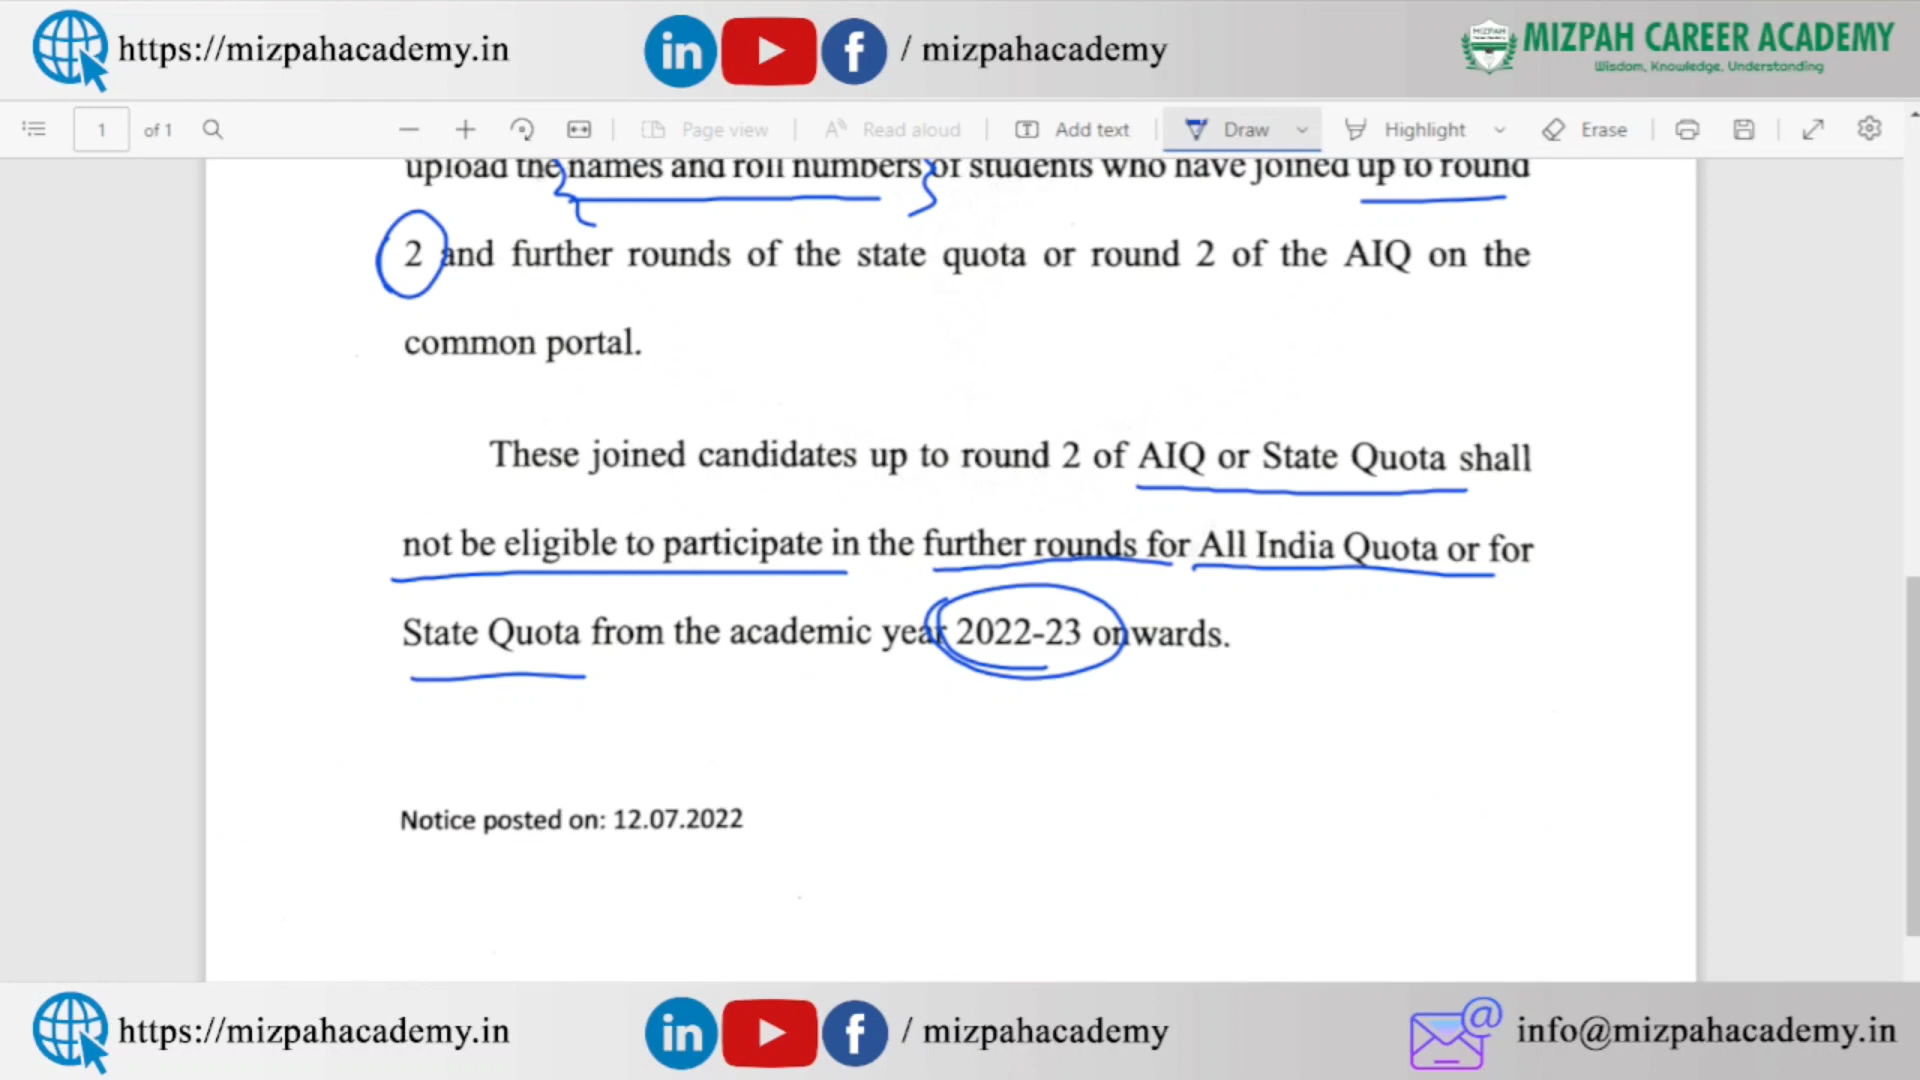 https://mizpahacademy.in
in f / mizpahacademy
MIZPAH CAREER ACADEMY
Wisdom, Knowledge, Understanding
1 of 1 Page view Read aloud Add text Draw Highlight Erase
upload the names and roll numbers of students who have joined up to round
2 and further rounds of the state quota or round 2 of the AIQ on the
common portal.
These joined candidates up to round 2 of AIQ or State Quota shall
not be eligible to participate in the further rounds for All India Quota or for
State Quota from the academic year 2022-23 onwards.
Notice posted on: 12.07.2022
https://mizpahacademy.in
in f / mizpahacademy
info@mizpahacademy.in